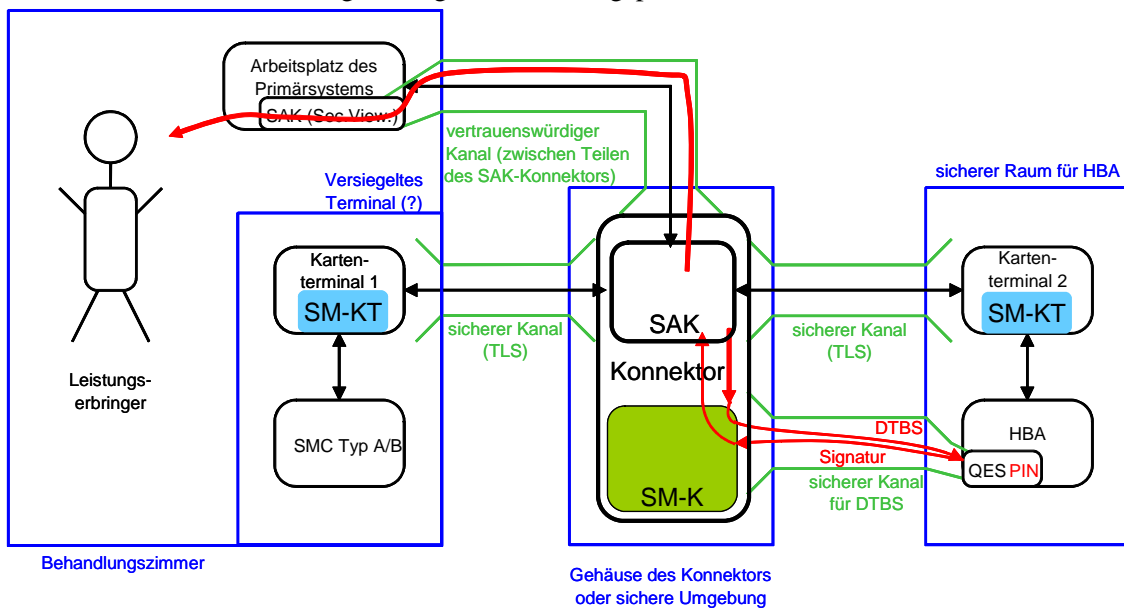 Arbeitsplatz des
Primärsystems
SAK (Sec.View.)
vertrauenswürdiger
Kanal (zwischen Teilen
des SAK-Konnektors)
sicherer Raum für HBA
Versiegeltes
Terminal (?)
Karten-
terminal 1
SM-KT
SAK
Karten-
terminal 2
SM-KT
sicherer Kanal
(TLS)
sicherer Kanal
(TLS)
Konnektor
Leistungs-
erbringer
SMC Typ A/B
DTBS
HBA
Signatur
QES PIN
SM-K
sicherer Kanal
für DTBS
Behandlungszimmer
Gehäuse des Konnektors
oder sichere Umgebung